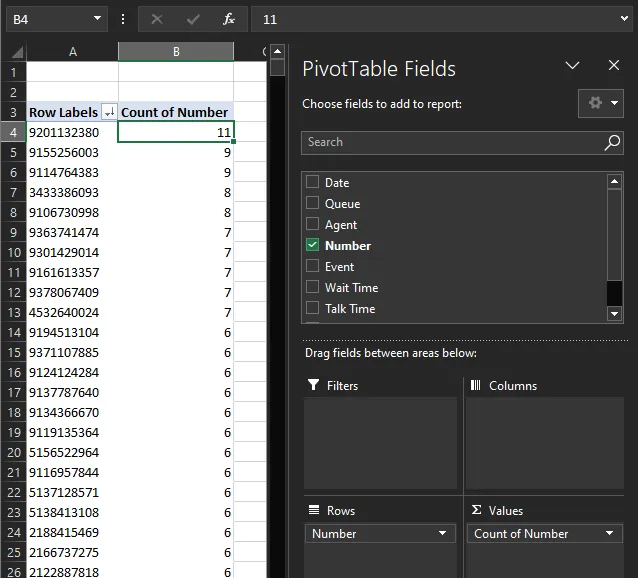 B4 fx 11
A B
1
2
3 Row Labels Count of Number
4 9201132380 11
5 9155256003 9
6 9114764383 9
7 3433386093 8
8 9106730998 8
9 9363741474 7
10 9301429014 7
11 9161613357 7
12 9378067409 7
13 4532640024 7
14 9194513104 6
15 9371107885 6
16 9124124284 6
17 9137787640 6
18 9134366670 6
19 9119135364 6
20 5156522964 6
21 9116957844 6
22 5137128571 6
23 5138413108 6
24 2188415469 6
25 2166737275 6
26 2122887818 6
PivotTable Fields
Choose fields to add to report:
Search
Date
Queue
Agent
Number
Event
Wait Time
Talk Time
Drag fields between areas below:
Filters
Columns
Rows
Number
Σ Values
Count of Number